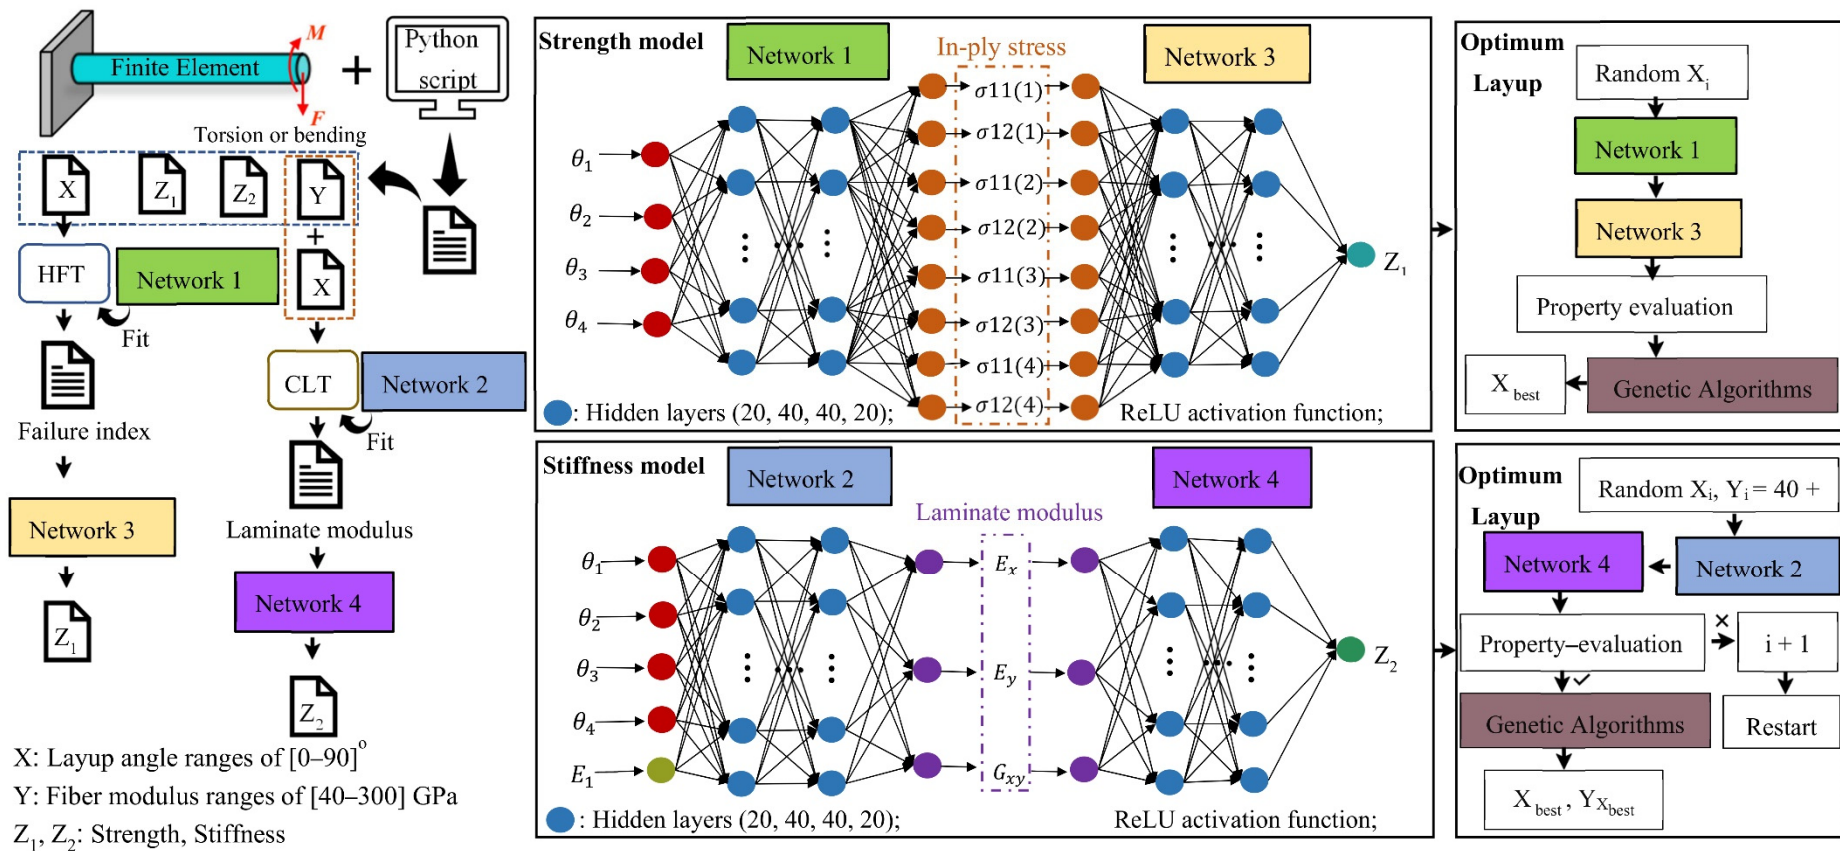 Finite Element
M
F
+
Python
script
Torsion or bending
X
Z₁
Z₂
Y
+
X
HFT
Network 1
Fit
CLT
Network 2
Fit
Failure index
Network 3
Z₁
Laminate modulus
Network 4
Z₂
X: Layup angle ranges of [0–90]°
Y: Fiber modulus ranges of [40–300] GPa
Z₁, Z₂: Strength, Stiffness
Strength model
Network 1
In-ply stress
Network 3
θ₁
θ₂
θ₃
θ₄
σ11(1)
σ12(1)
σ11(2)
σ12(2)
σ11(3)
σ12(3)
σ11(4)
σ12(4)
Z₁
: Hidden layers (20, 40, 40, 20);
ReLU activation function;
Stiffness model
Network 2
Laminate modulus
Network 4
θ₁
θ₂
θ₃
θ₄
E₁
Eₓ
E_y
G_xy
Z₂
: Hidden layers (20, 40, 40, 20);
ReLU activation function;
Optimum
Layup
Random Xᵢ
Network 1
Network 3
Property evaluation
Genetic Algorithms
X best
Optimum
Layup
Random Xᵢ, Yᵢ = 40 +
Network 2
Network 4
Property–evaluation
×
i + 1
✓
Genetic Algorithms
Restart
X best , Y X best